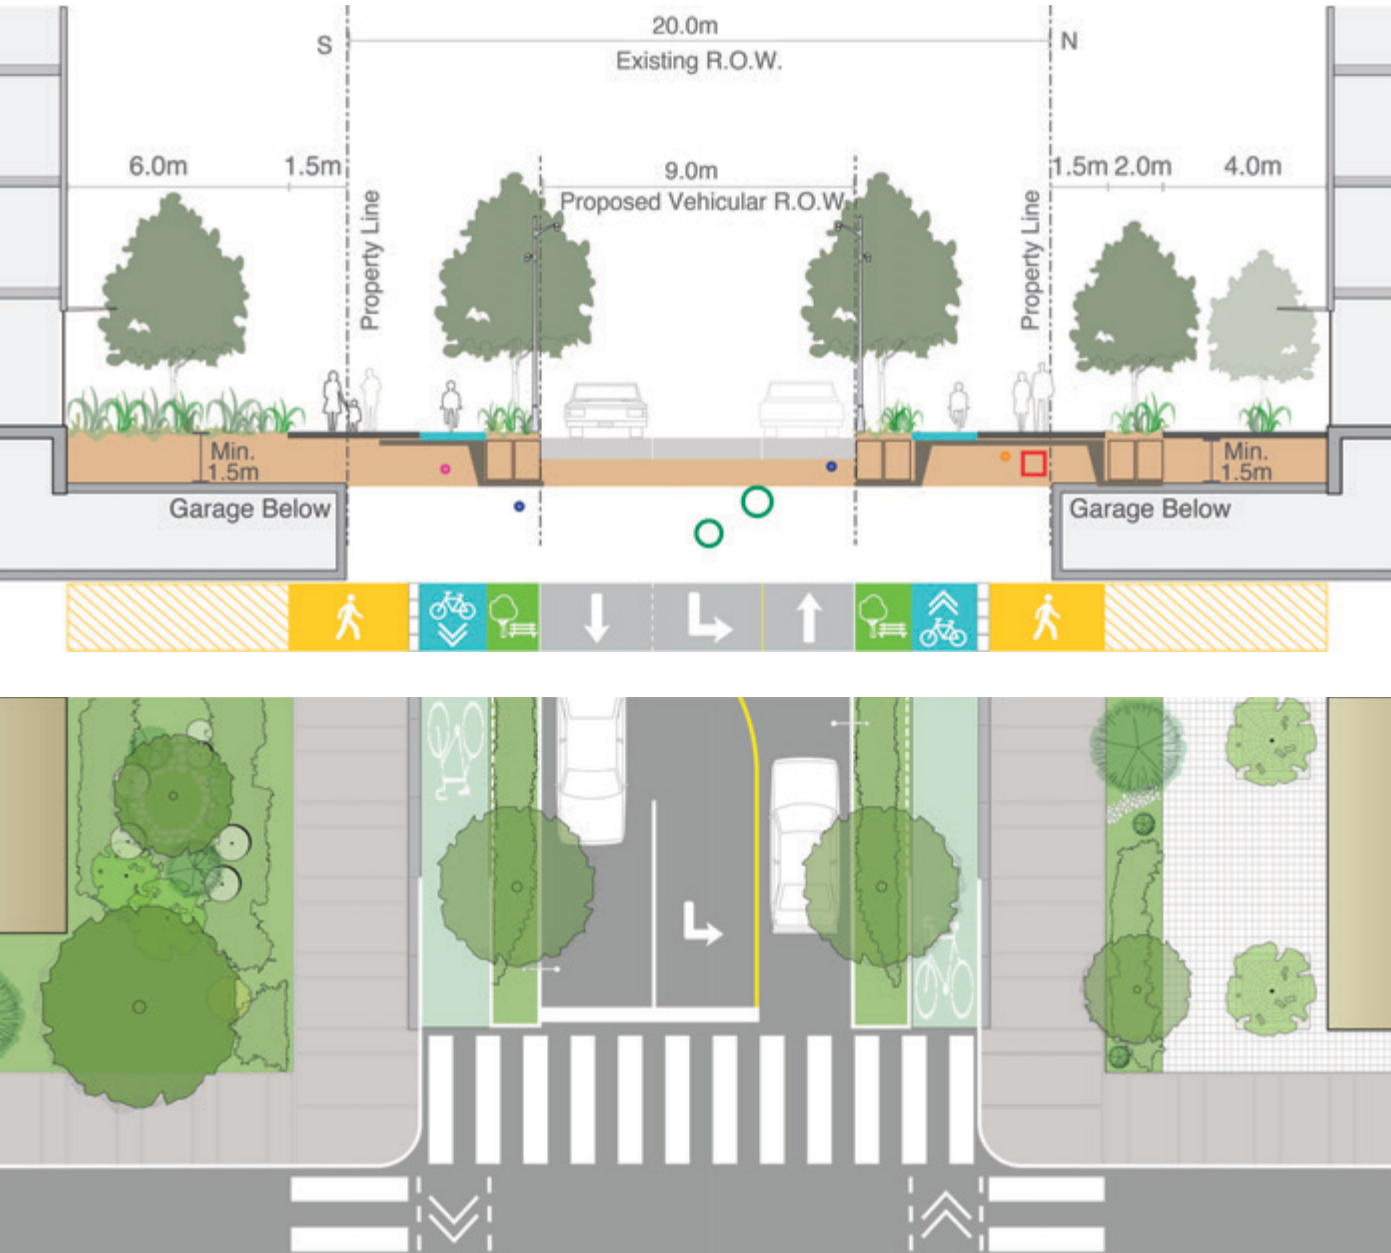 20.0m
S
N
Existing R.O.W.
6.0m
1.5m
9.0m
1.5m
2.0m
4.0m
Proposed Vehicular R.O.W.
Property Line
Property Line
Min.
1.5m
Min.
1.5m
Garage Below
Garage Below